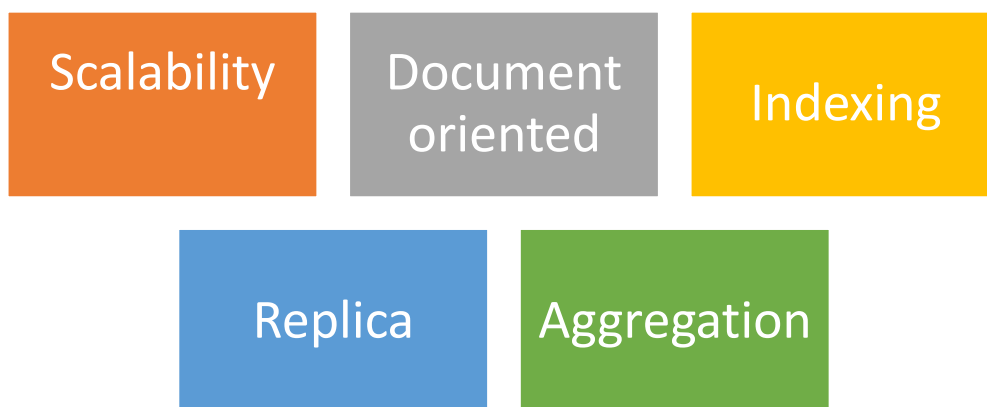 Scalability
Document
oriented
Indexing
Replica
Aggregation